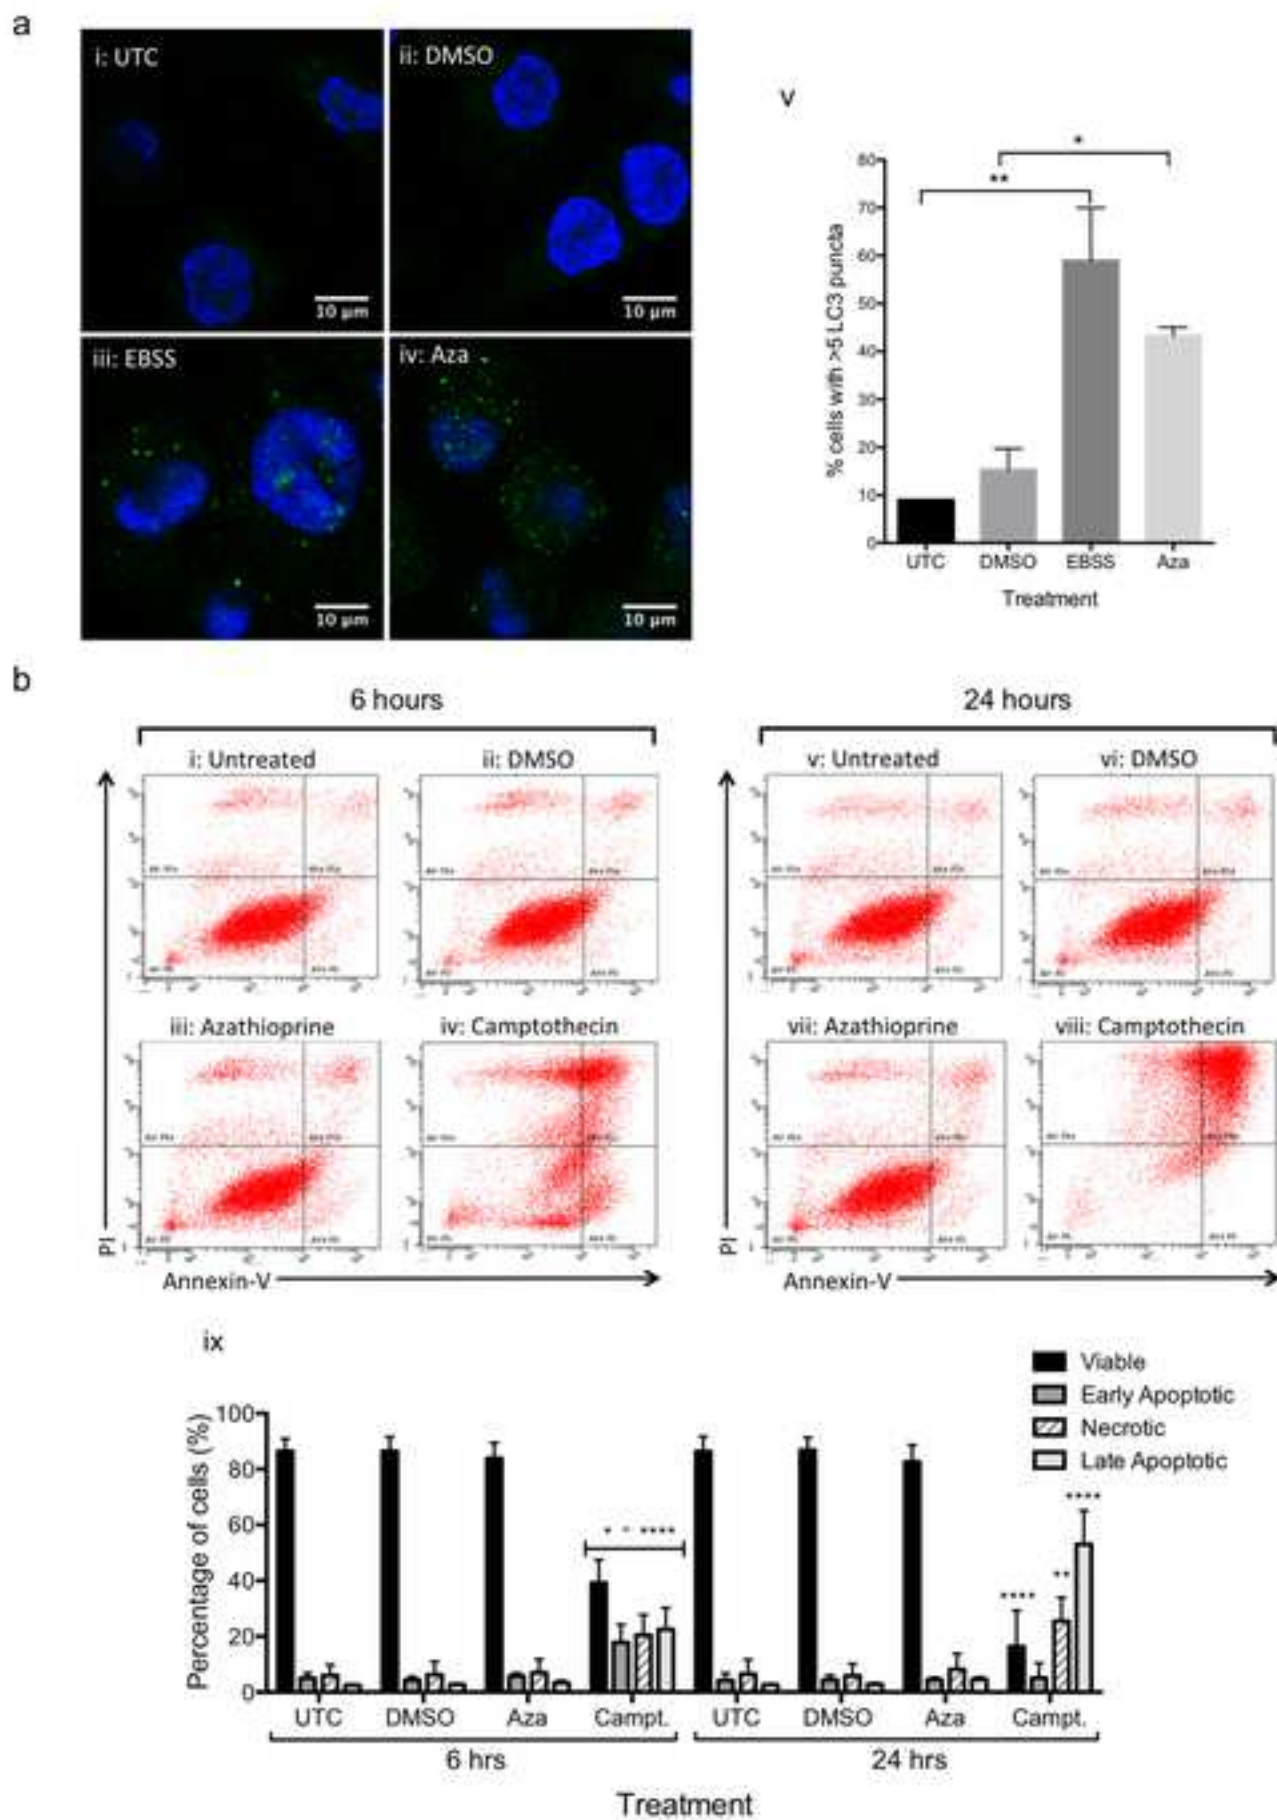 a
i: UTC
ii: DMSO
10 µm
10 µm
iii: EBSS
iv: Aza
10 µm
10 µm
v
% cells with >5 LC3 puncta
80
70
60
50
40
30
20
10
0
**
*
UTC DMSO EBSS Aza
Treatment
b
6 hours
24 hours
i: Untreated
ii: DMSO
v: Untreated
vi: DMSO
iii: Azathioprine
iv: Camptothecin
vii: Azathioprine
viii: Camptothecin
PI
PI
Annexin-V
Annexin-V
ix
Viable
Early Apoptotic
Necrotic
Late Apoptotic
Percentage of cells (%)
100
80
60
40
20
0
****
****
**
****
UTC DMSO Aza Campt. UTC DMSO Aza Campt.
6 hrs
24 hrs
Treatment